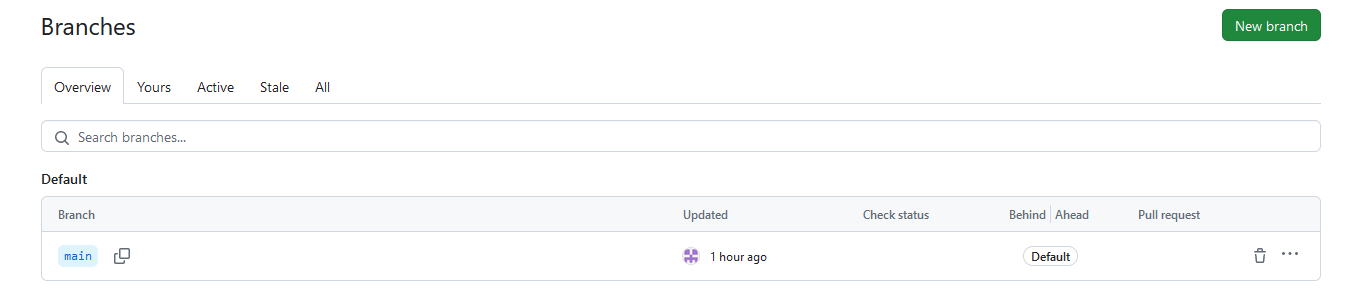 Branches
New branch
Overview Yours Active Stale All
Search branches...
Default
Branch Updated Check status Behind Ahead Pull request
main 1 hour ago Default